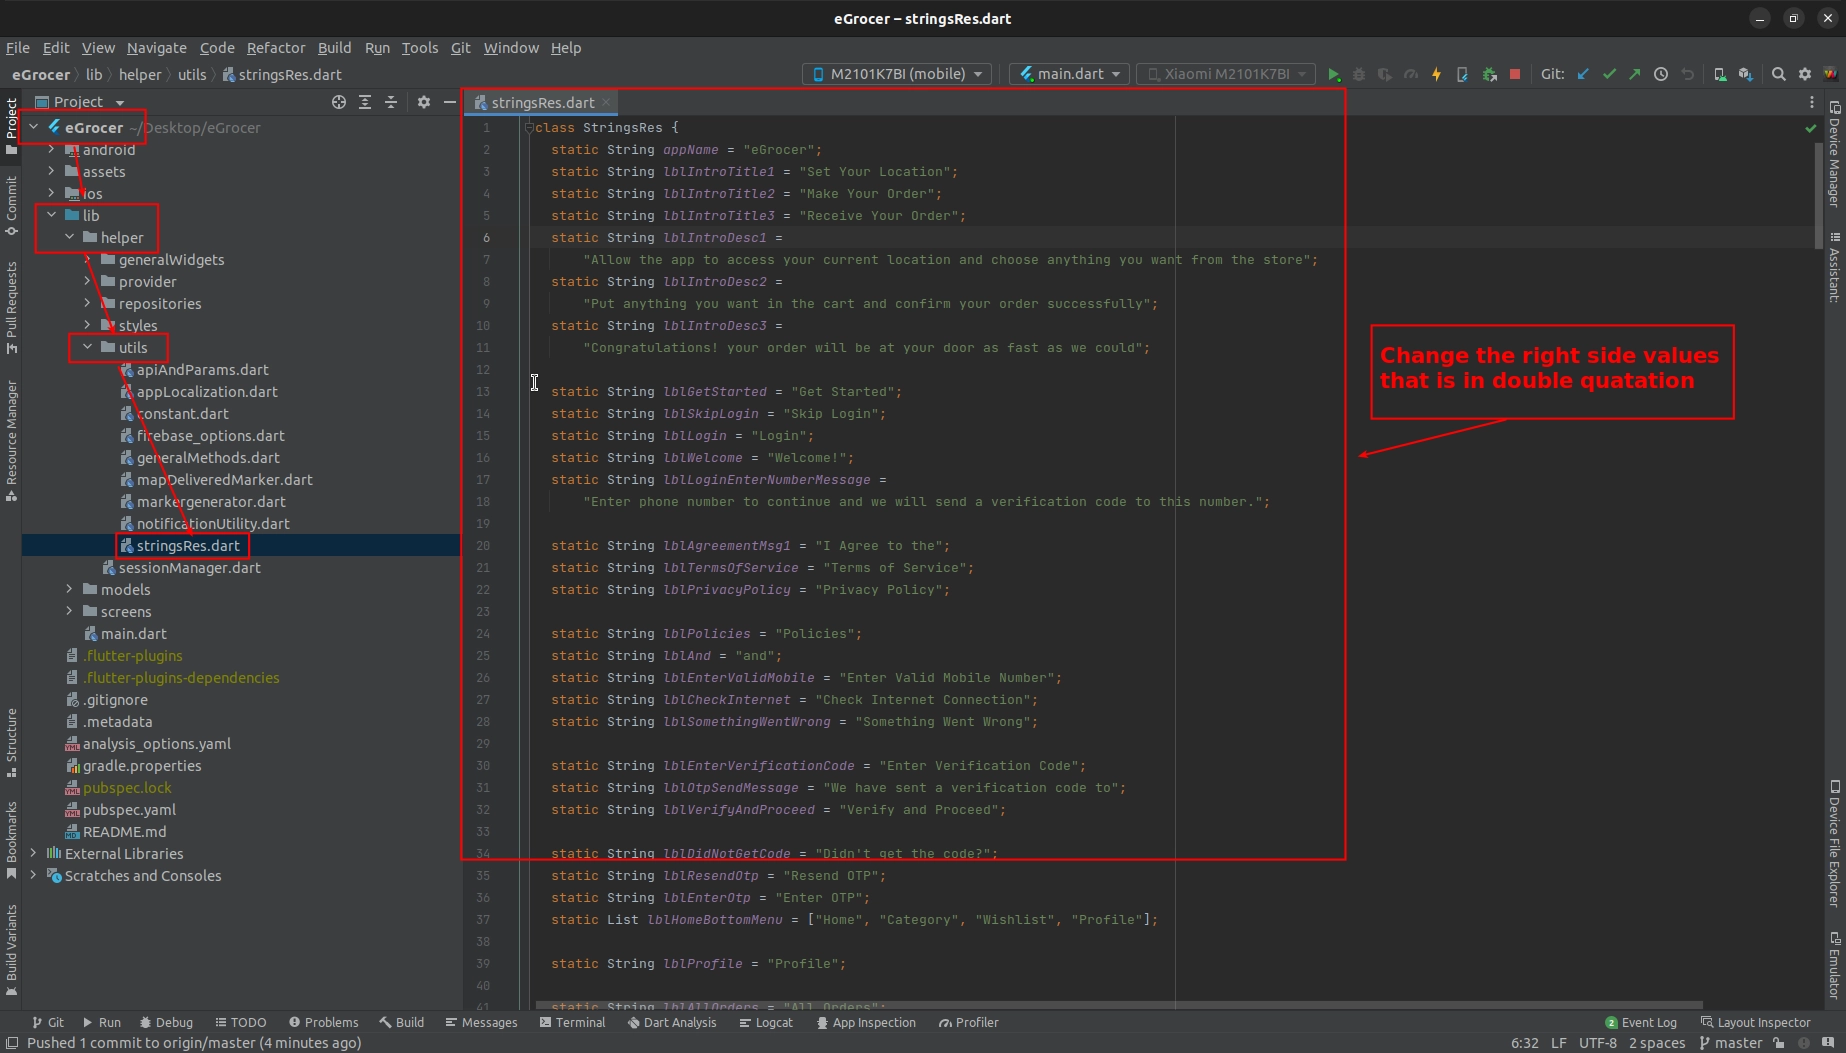 eGrocer – stringsRes.dart
File Edit View Navigate Code Refactor Build Run Tools Git Window Help
eGrocer lib helper utils stringsRes.dart
M2101K7BI (mobile) main.dart Xiaomi M2101K7BI Git:
Project
stringsRes.dart
Project
Commit
Pull Requests
Resource Manager
Structure
Bookmarks
Build Variants
eGrocer ~/Desktop/eGrocer
android
assets
ios
lib
helper
generalWidgets
provider
repositories
styles
utils
apiAndParams.dart
appLocalization.dart
constant.dart
firebase_options.dart
generalMethods.dart
mapDeliveredMarker.dart
markergenerator.dart
notificationUtility.dart
stringsRes.dart
sessionManager.dart
models
screens
main.dart
.flutter-plugins
.flutter-plugins-dependencies
.gitignore
.metadata
analysis_options.yaml
gradle.properties
pubspec.lock
pubspec.yaml
README.md
External Libraries
Scratches and Consoles
1 class StringsRes {
2 static String appName = "eGrocer";
3 static String lblIntroTitle1 = "Set Your Location";
4 static String lblIntroTitle2 = "Make Your Order";
5 static String lblIntroTitle3 = "Receive Your Order";
6 static String lblIntroDesc1 =
7 "Allow the app to access your current location and choose anything you want from the store";
8 static String lblIntroDesc2 =
9 "Put anything you want in the cart and confirm your order successfully";
10 static String lblIntroDesc3 =
11 "Congratulations! your order will be at your door as fast as we could";
12
13 static String lblGetStarted = "Get Started";
14 static String lblSkipLogin = "Skip Login";
15 static String lblLogin = "Login";
16 static String lblWelcome = "Welcome!";
17 static String lblLoginEnterNumberMessage =
18 "Enter phone number to continue and we will send a verification code to this number.";
19
20 static String lblAgreementMsg1 = "I Agree to the";
21 static String lblTermsOfService = "Terms of Service";
22 static String lblPrivacyPolicy = "Privacy Policy";
23
24 static String lblPolicies = "Policies";
25 static String lblAnd = "and";
26 static String lblEnterValidMobile = "Enter Valid Mobile Number";
27 static String lblCheckInternet = "Check Internet Connection";
28 static String lblSomethingWentWrong = "Something Went Wrong";
29
30 static String lblEnterVerificationCode = "Enter Verification Code";
31 static String lblOtpSendMessage = "We have sent a verification code to";
32 static String lblVerifyAndProceed = "Verify and Proceed";
33
34 static String lblDidNotGetCode = "Didn't get the code?";
35 static String lblResendOtp = "Resend OTP";
36 static String lblEnterOtp = "Enter OTP";
37 static List lblHomeBottomMenu = ["Home", "Category", "Wishlist", "Profile"];
38
39 static String lblProfile = "Profile";
40
41 static String lblAllOrders = "All Orders";
Change the right side values
that is in double quatation
Device Manager
Assistant:
Device File Explorer
Emulator
Git Run Debug TODO Problems Build Messages Terminal Dart Analysis Logcat App Inspection Profiler 2 Event Log Layout Inspector
Pushed 1 commit to origin/master (4 minutes ago) 6:32 LF UTF-8 2 spaces master